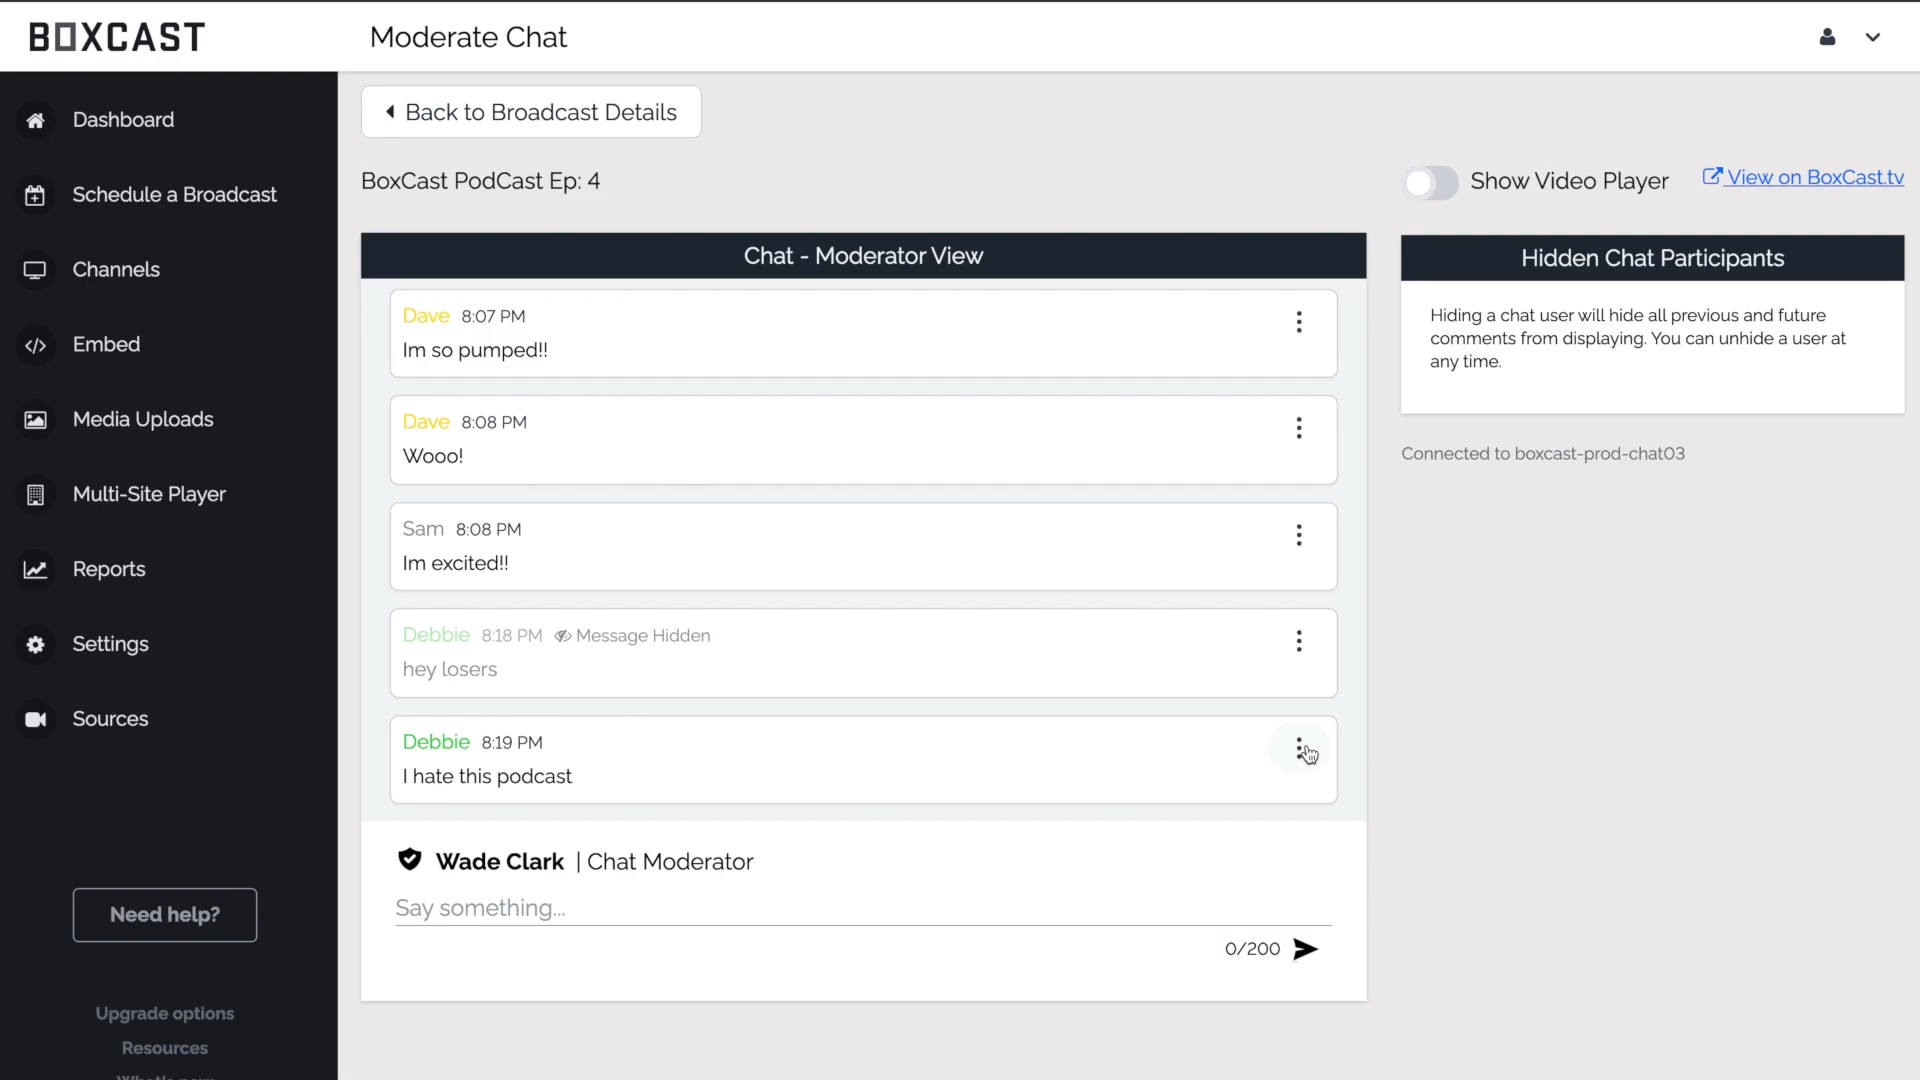 BOXCAST
Moderate Chat
Dashboard
Schedule a Broadcast
Channels
Embed
Media Uploads
Multi-Site Player
Reports
Settings
Sources
Need help?
Upgrade options
Resources
Back to Broadcast Details
BoxCast PodCast Ep: 4
Show Video Player
View on BoxCast.tv
Chat - Moderator View
Dave 8:07 PM
Im so pumped!!
Dave 8:08 PM
Wooo!
Sam 8:08 PM
Im excited!!
Debbie 8:18 PM Message Hidden
hey losers
Debbie 8:19 PM
I hate this podcast
Wade Clark | Chat Moderator
Say something...
0/200
Hidden Chat Participants
Hiding a chat user will hide all previous and future
comments from displaying. You can unhide a user at
any time.
Connected to boxcast-prod-chat03